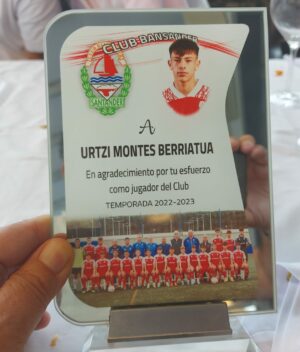 CLUB BANSANDER
SANTANDER
A
URTZI MONTES BERRIATUA
En agradecimiento por tu esfuerzo
como jugador del Club
TEMPORADA 2022-2023